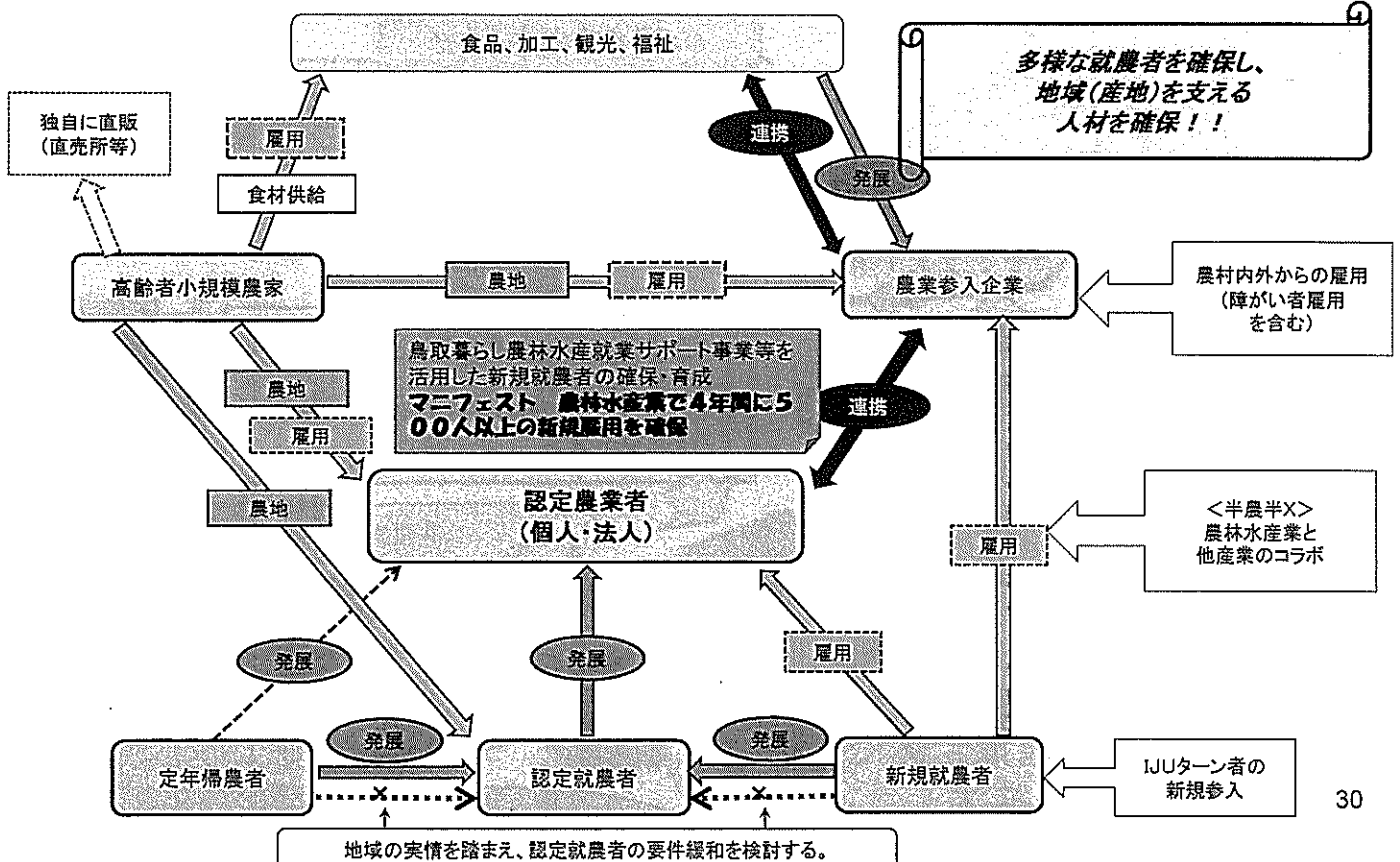 食品、加工、観光、福祉
多様な就農者を確保し、
地域(産地)を支える
人材を確保！！
独自に直販
(直売所等)
雇用
食材供給
連携
発展
高齢者小規模農家
農地
雇用
農業参入企業
農村内外からの雇用
(障がい者雇用
を含む)
鳥取暮らし農林水産就業サポート事業等を
活用した新規就農者の確保・育成
マニフェスト 農林水産業で４年間に５
００人以上の新規雇用を確保
連携
農地
雇用
農地
認定農業者
(個人・法人)
雇用
＜半農半X＞
農林水産業と
他産業のコラボ
発展
発展
雇用
定年帰農者
発展
認定就農者
発展
新規就農者
IJUターン者の
新規参入
×
×
30
地域の実情を踏まえ、認定就農者の要件緩和を検討する。